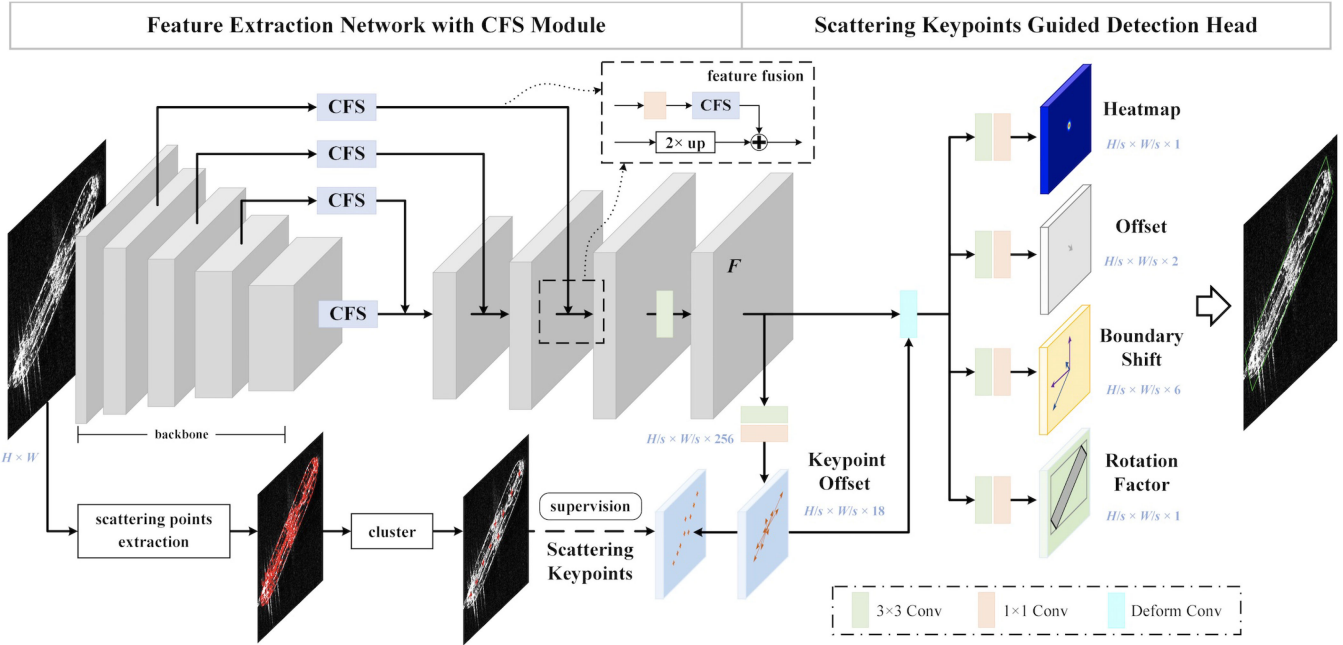 Feature Extraction Network with CFS Module
Scattering Keypoints Guided Detection Head
feature fusion
CFS
2× up
CFS
CFS
CFS
CFS
F
backbone
H × W
H/s × W/s × 256
Keypoint
Offset
H/s × W/s × 18
scattering points
extraction
cluster
supervision
Scattering
Keypoints
Heatmap
H/s × W/s × 1
Offset
H/s × W/s × 2
Boundary
Shift
H/s × W/s × 6
Rotation
Factor
H/s × W/s × 1
3×3 Conv
1×1 Conv
Deform Conv